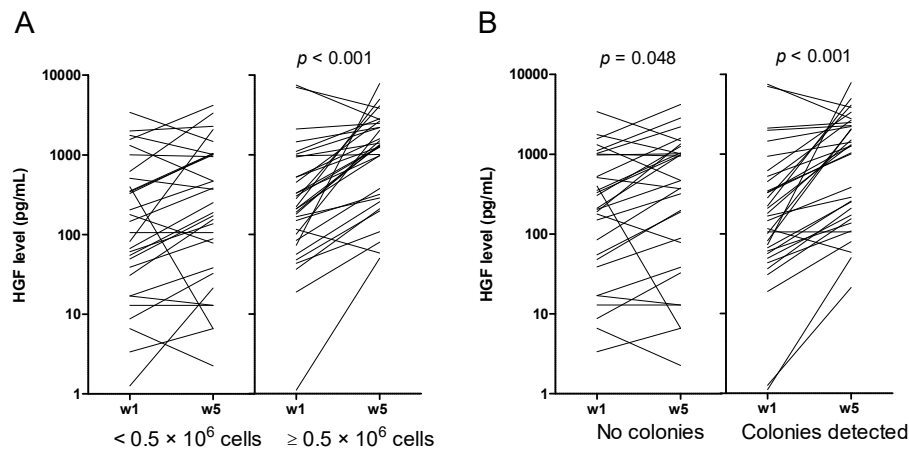 A
p < 0.001
HGF level (pg/mL)
10000
1000
100
10
1
w1 w5 w1 w5
< 0.5 × 10⁶ cells ≥ 0.5 × 10⁶ cells
B
p = 0.048 p < 0.001
HGF level (pg/mL)
10000
1000
100
10
1
w1 w5 w1 w5
No colonies Colonies detected